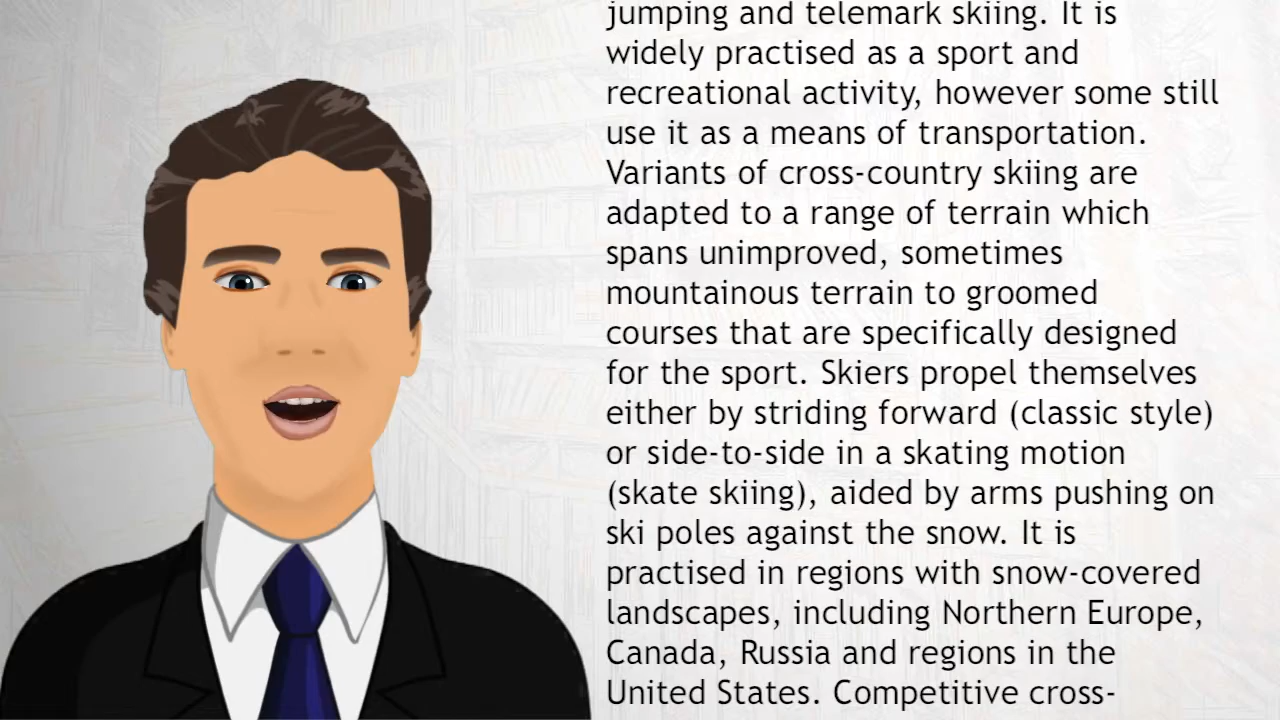 jumping and telemark skiing. It is
widely practised as a sport and
recreational activity, however some still
use it as a means of transportation.
Variants of cross-country skiing are
adapted to a range of terrain which
spans unimproved, sometimes
mountainous terrain to groomed
courses that are specifically designed
for the sport. Skiers propel themselves
either by striding forward (classic style)
or side-to-side in a skating motion
(skate skiing), aided by arms pushing on
ski poles against the snow. It is
practised in regions with snow-covered
landscapes, including Northern Europe,
Canada, Russia and regions in the
United States. Competitive cross-